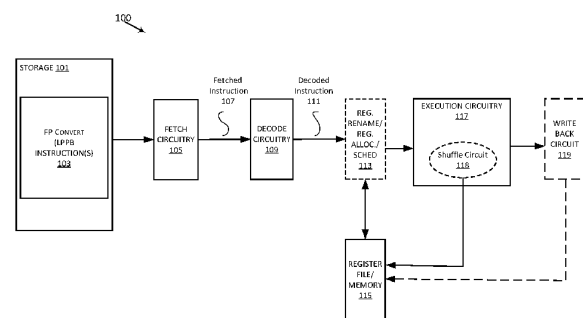 100
STORAGE 101
FP CONVERT
(LPPB
INSTRUCTION(S)
103
FETCH
CIRCUITRY
105
Fetched
Instruction
107
DECODE
CIRCUITRY
109
Decoded
Instruction
111
REG.
RENAME/
REG.
ALLOC./
SCHED
113
EXECUTION CIRCUITRY
117
Shuffle Circuit
118
WRITE
BACK
CIRCUIT
119
REGISTER
FILE/
MEMORY
115